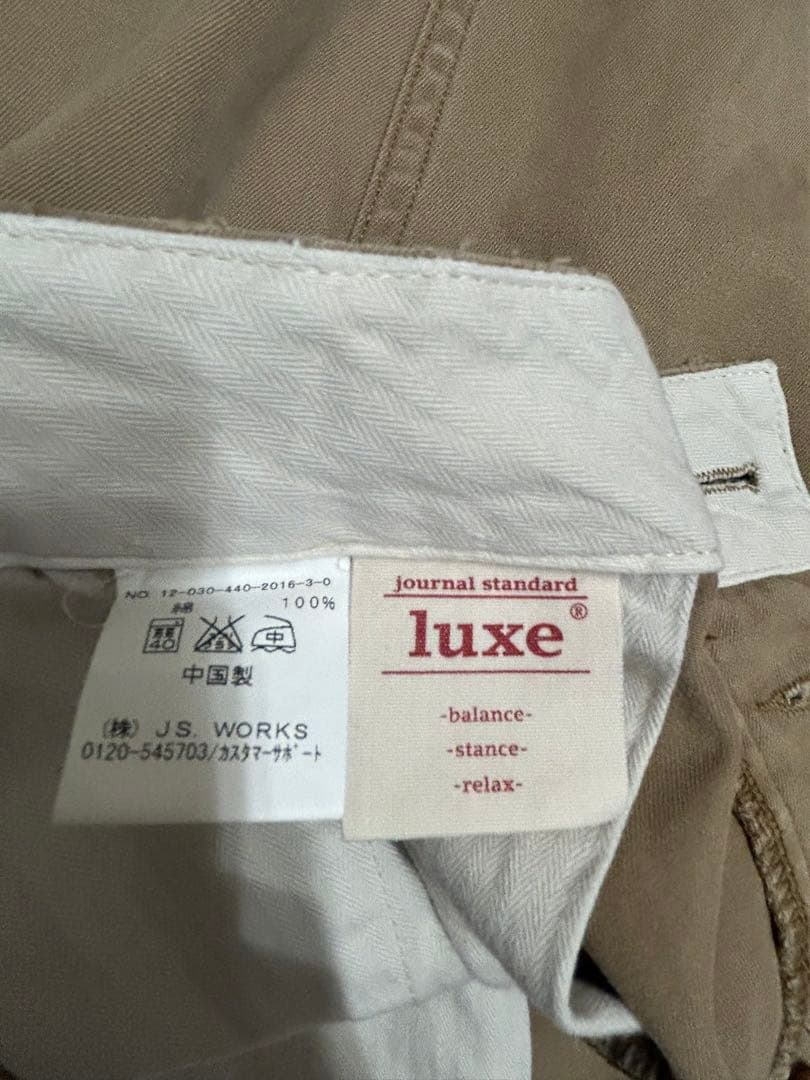 NO. 12-030-440-2016-3-0
綿 100%
40 中
中国製
(株) J.S. WORKS
0120-545703/カスタマーサポート
journal standard
luxe®
-balance-
-stance-
-relax-